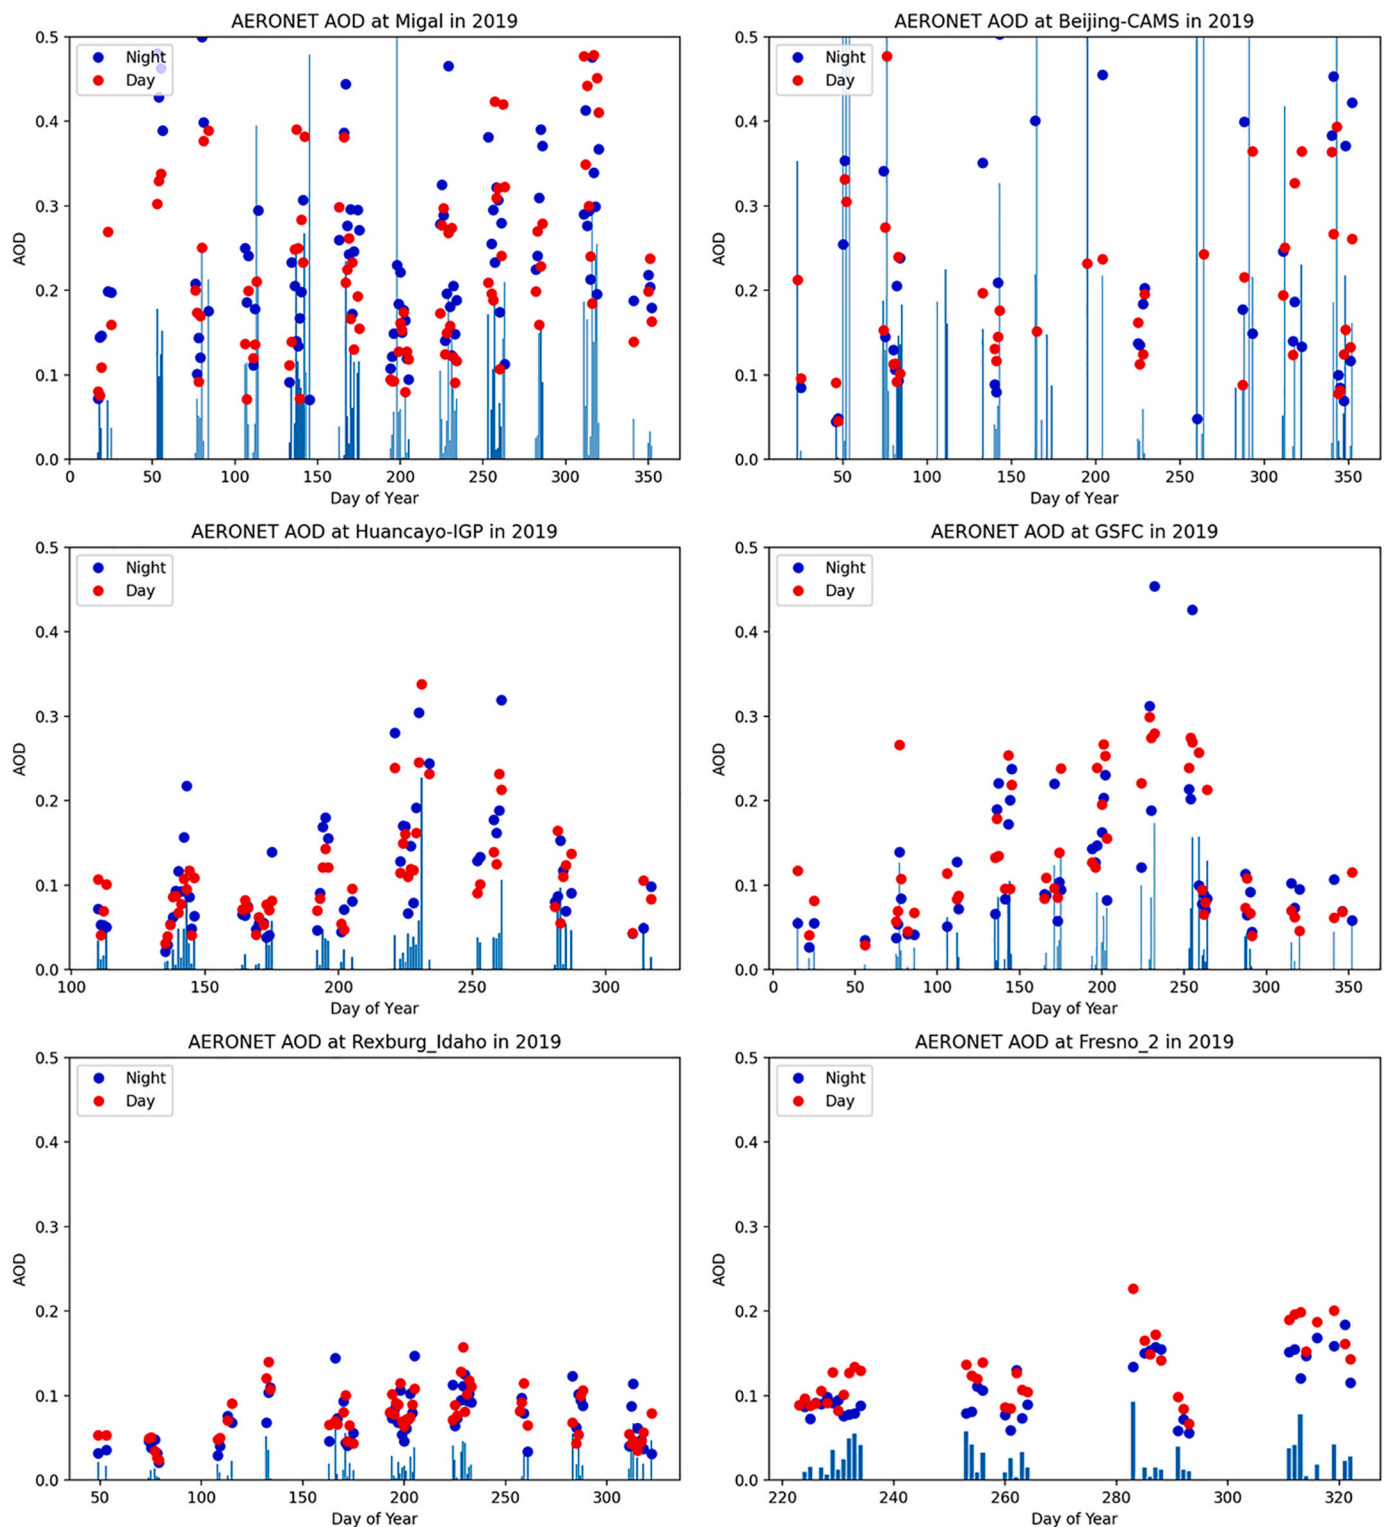 AERONET AOD at Migal in 2019
0.5
0.4
0.3
0.2
0.1
0.0
AOD
Night
Day
0 50 100 150 200 250 300 350
Day of Year
AERONET AOD at Beijing-CAMS in 2019
0.5
0.4
0.3
0.2
0.1
0.0
AOD
Night
Day
50 100 150 200 250 300 350
Day of Year
AERONET AOD at Huancayo-IGP in 2019
0.5
0.4
0.3
0.2
0.1
0.0
AOD
Night
Day
100 150 200 250 300
Day of Year
AERONET AOD at GSFC in 2019
0.5
0.4
0.3
0.2
0.1
0.0
AOD
Night
Day
0 50 100 150 200 250 300 350
Day of Year
AERONET AOD at Rexburg_Idaho in 2019
0.5
0.4
0.3
0.2
0.1
0.0
AOD
Night
Day
50 100 150 200 250 300
Day of Year
AERONET AOD at Fresno_2 in 2019
0.5
0.4
0.3
0.2
0.1
0.0
AOD
Night
Day
220 240 260 280 300 320
Day of Year